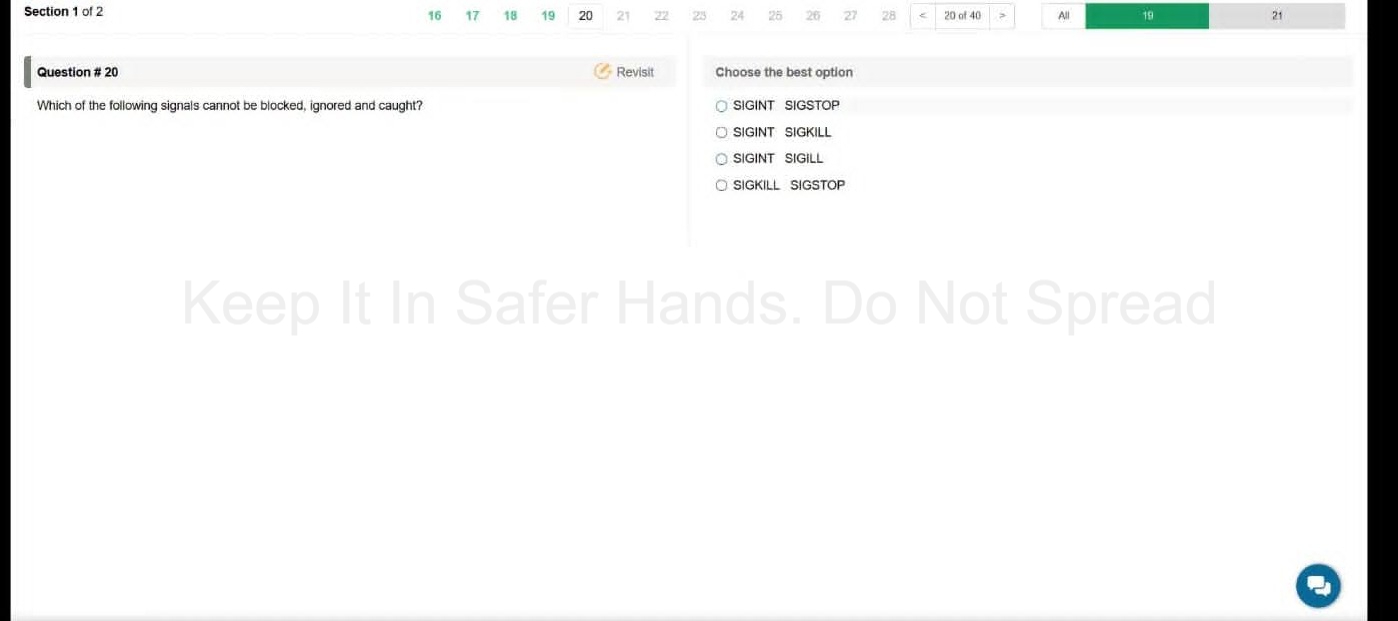 Section 1 of 2
16 17 18 19 20 21 22 23 24 25 26 27 28 < 20 of 40 > All 19 21
Question # 20
Revisit
Which of the following signals cannot be blocked, ignored and caught?
Choose the best option
SIGINT SIGSTOP
SIGINT SIGKILL
SIGINT SIGILL
SIGKILL SIGSTOP
Keep It In Safer Hands. Do Not Spread